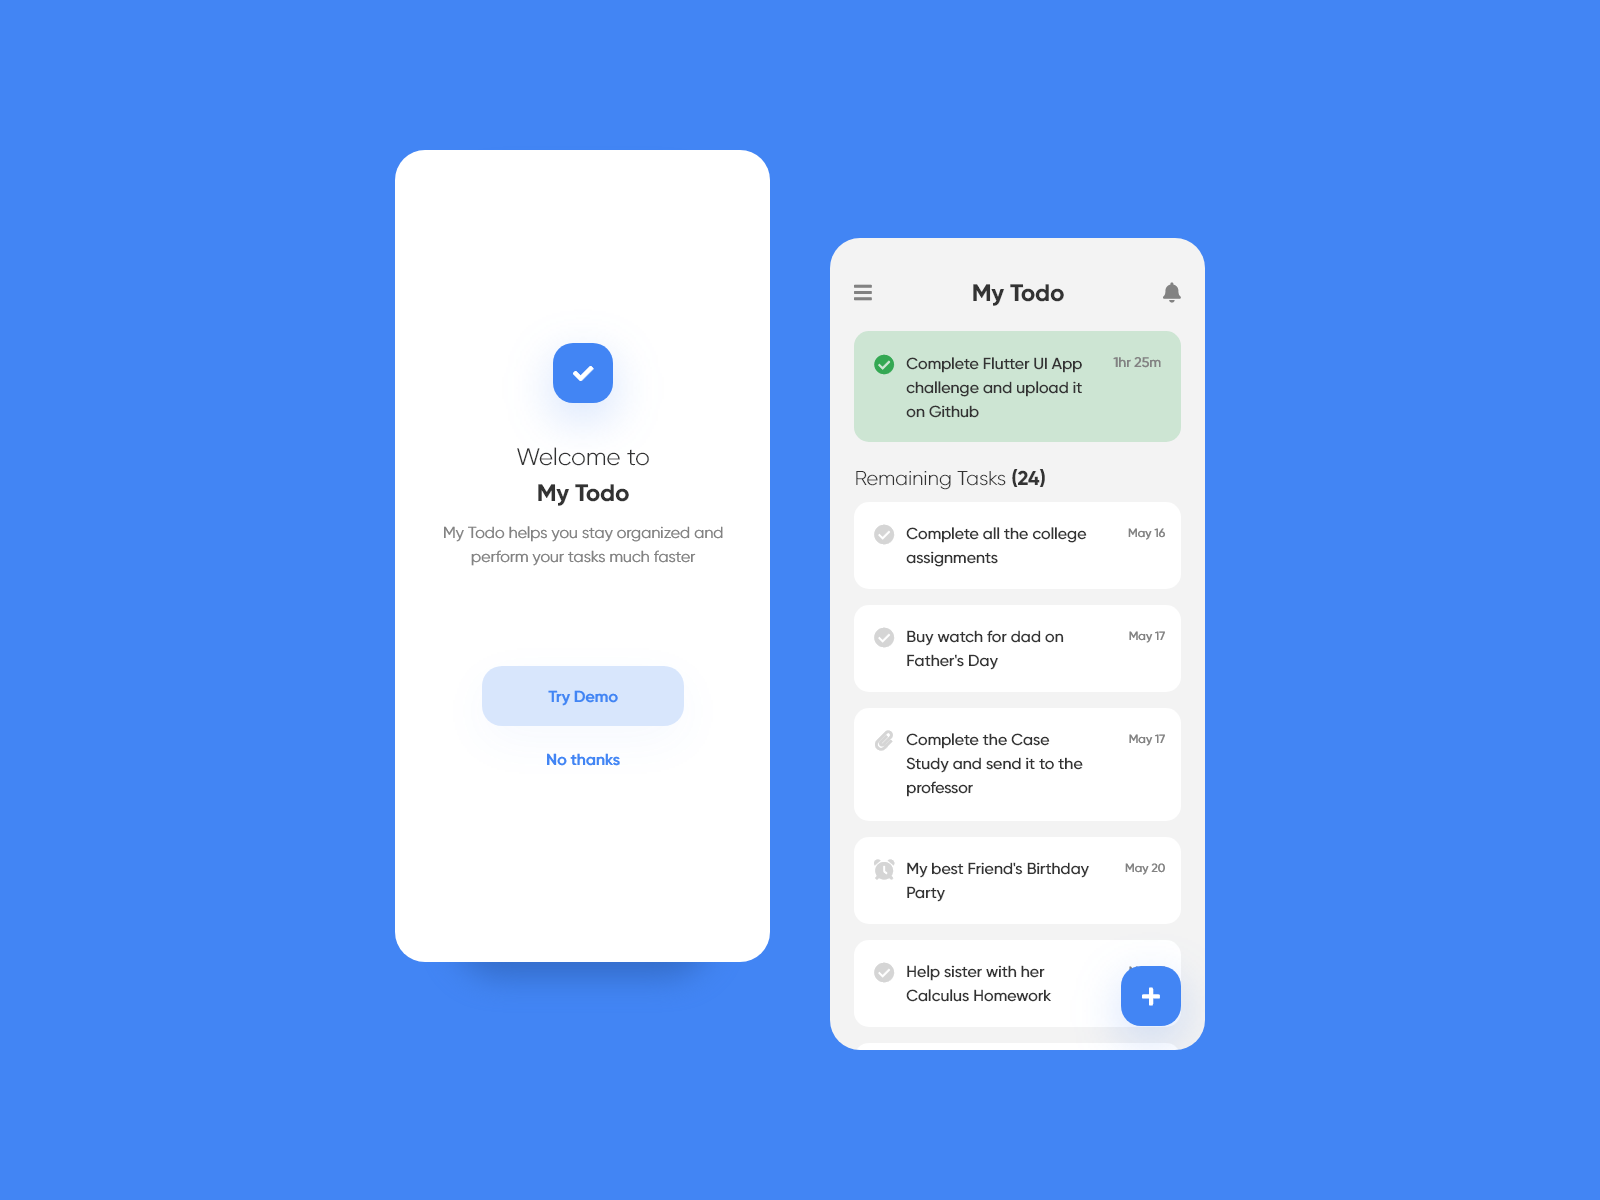 Welcome to
My Todo
My Todo helps you stay organized and
perform your tasks much faster
Try Demo
No thanks
My Todo
Complete Flutter UI App
challenge and upload it
on Github
1hr 25m
Remaining Tasks (24)
Complete all the college
assignments
May 16
Buy watch for dad on
Father's Day
May 17
Complete the Case
Study and send it to the
professor
May 17
My best Friend's Birthday
Party
May 20
Help sister with her
Calculus Homework